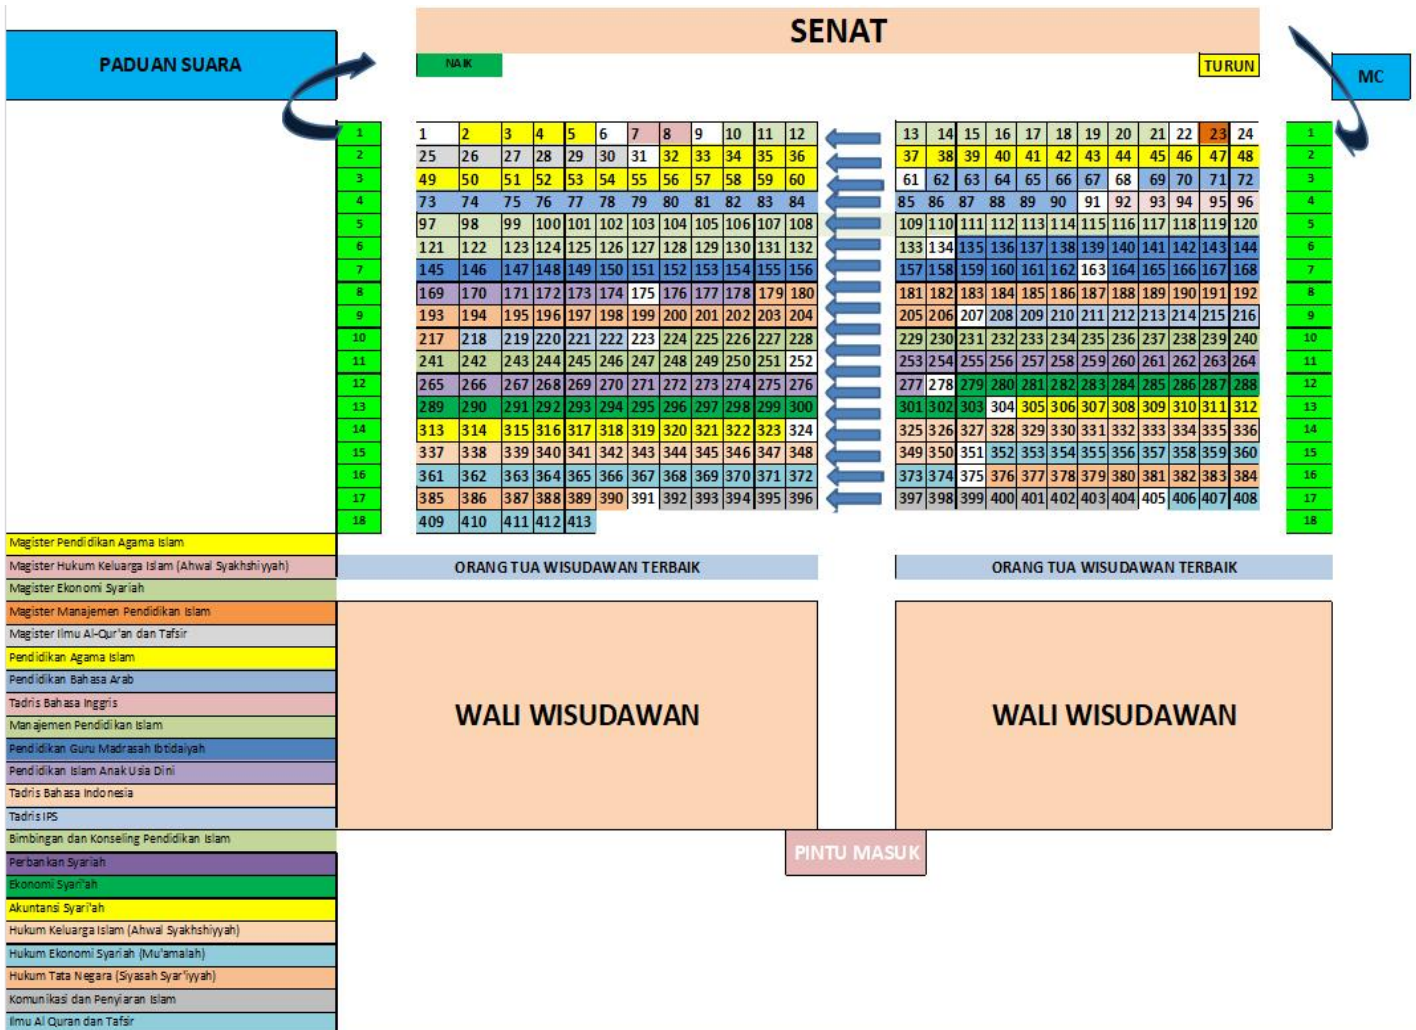 SENAT
PADUAN SUARA
NAIK
TURUN
MC
1 1 2 3 4 5 6 7 8 9 10 11 12 13 14 15 16 17 18 19 20 21 22 23 24 1
2 25 26 27 28 29 30 31 32 33 34 35 36 37 38 39 40 41 42 43 44 45 46 47 48 2
3 49 50 51 52 53 54 55 56 57 58 59 60 61 62 63 64 65 66 67 68 69 70 71 72 3
4 73 74 75 76 77 78 79 80 81 82 83 84 85 86 87 88 89 90 91 92 93 94 95 96 4
5 97 98 99 100 101 102 103 104 105 106 107 108 109 110 111 112 113 114 115 116 117 118 119 120 5
6 121 122 123 124 125 126 127 128 129 130 131 132 133 134 135 136 137 138 139 140 141 142 143 144 6
7 145 146 147 148 149 150 151 152 153 154 155 156 157 158 159 160 161 162 163 164 165 166 167 168 7
8 169 170 171 172 173 174 175 176 177 178 179 180 181 182 183 184 185 186 187 188 189 190 191 192 8
9 193 194 195 196 197 198 199 200 201 202 203 204 205 206 207 208 209 210 211 212 213 214 215 216 9
10 217 218 219 220 221 222 223 224 225 226 227 228 229 230 231 232 233 234 235 236 237 238 239 240 10
11 241 242 243 244 245 246 247 248 249 250 251 252 253 254 255 256 257 258 259 260 261 262 263 264 11
12 265 266 267 268 269 270 271 272 273 274 275 276 277 278 279 280 281 282 283 284 285 286 287 288 12
13 289 290 291 292 293 294 295 296 297 298 299 300 301 302 303 304 305 306 307 308 309 310 311 312 13
14 313 314 315 316 317 318 319 320 321 322 323 324 325 326 327 328 329 330 331 332 333 334 335 336 14
15 337 338 339 340 341 342 343 344 345 346 347 348 349 350 351 352 353 354 355 356 357 358 359 360 15
16 361 362 363 364 365 366 367 368 369 370 371 372 373 374 375 376 377 378 379 380 381 382 383 384 16
17 385 386 387 388 389 390 391 392 393 394 395 396 397 398 399 400 401 402 403 404 405 406 407 408 17
18 409 410 411 412 413 18
Magister Pendidikan Agama Islam
Magister Hukum Keluarga Islam (Ahwal Syakhshiyyah)
ORANG TUA WISUDAWAN TERBAIK
ORANG TUA WISUDAWAN TERBAIK
Magister Ekonomi Syariah
Magister Manajemen Pendidikan Islam
Magister Ilmu Al-Qur'an dan Tafsir
Pendidikan Agama Islam
Pendidikan Bahasa Arab
Tadris Bahasa Inggris
Manajemen Pendidikan Islam
WALI WISUDAWAN
WALI WISUDAWAN
Pendidikan Guru Madrasah Ibtidaiyah
Pendidikan Islam Anak Usia Dini
Tadris Bahasa Indonesia
Tadris IPS
Bimbingan dan Konseling Pendidikan Islam
PINTU MASUK
Perbankan Syariah
Ekonomi Syari'ah
Akuntansi Syari'ah
Hukum Keluarga Islam (Ahwal Syakhshiyyah)
Hukum Ekonomi Syariah (Mu'amalah)
Hukum Tata Negara (Siyasah Syar'iyyah)
Komunikasi dan Penyiaran Islam
Ilmu Al Quran dan Tafsir